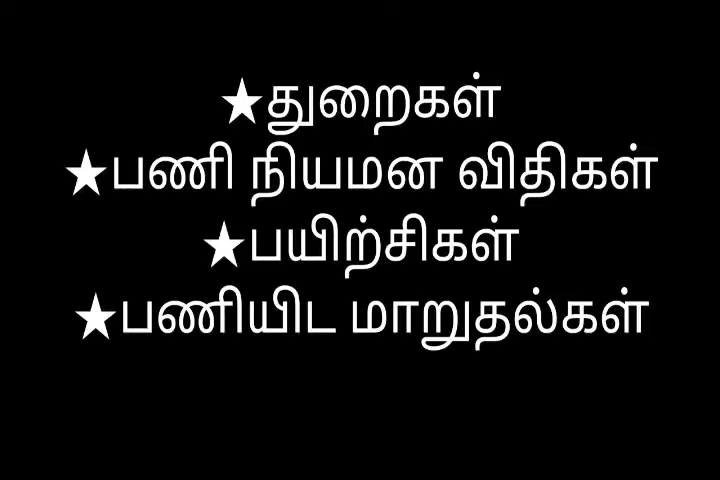 ★துறைகள்
★பணி நியமன விதிகள்
★பயிற்சிகள்
★பணியிட மாறுதல்கள்